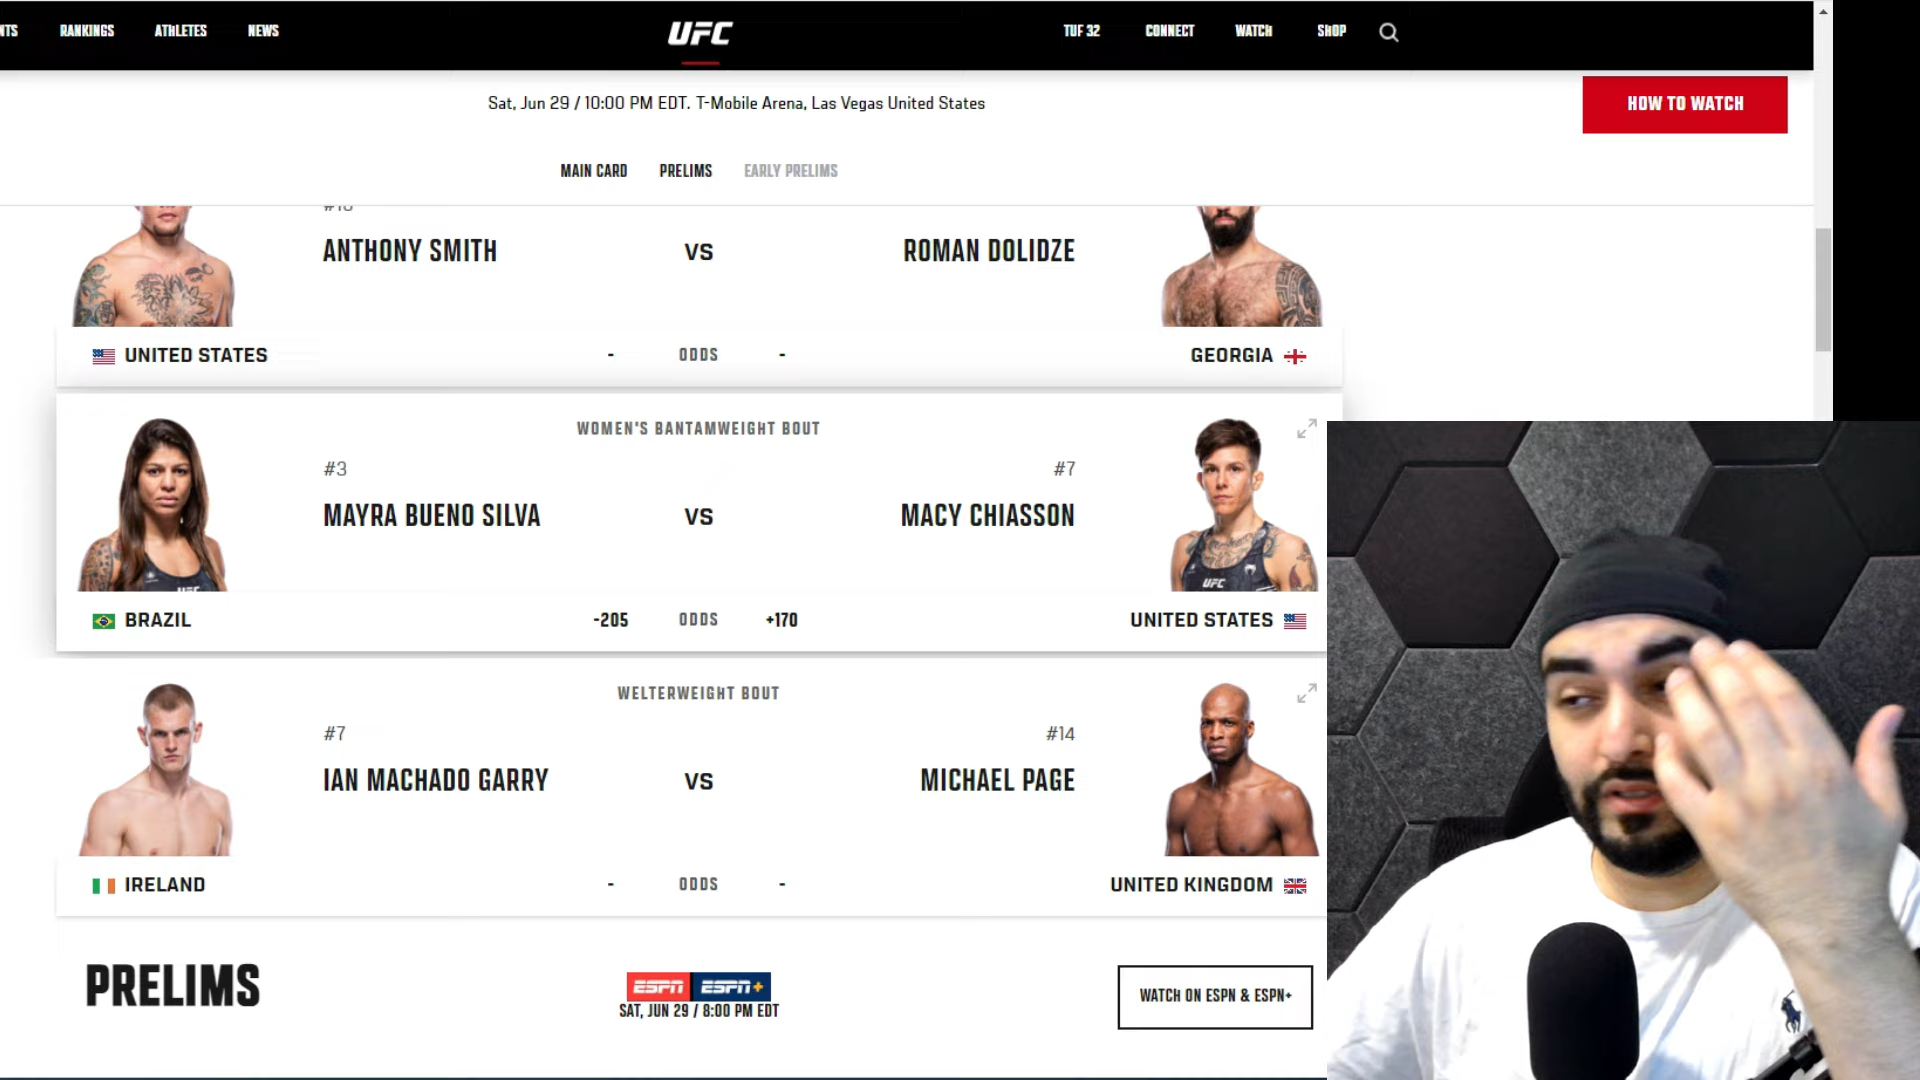 RANKINGS ATHLETES NEWS UFC TUF 32 CONNECT WATCH SHOP
Sat, Jun 29 / 10:00 PM EDT. T-Mobile Arena, Las Vegas United States
HOW TO WATCH
MAIN CARD PRELIMS EARLY PRELIMS
ANTHONY SMITH VS ROMAN DOLIDZE
UNITED STATES - ODDS - GEORGIA
WOMEN'S BANTAMWEIGHT BOUT
#3 #7
MAYRA BUENO SILVA VS MACY CHIASSON
UFC
BRAZIL -205 ODDS +170 UNITED STATES
WELTERWEIGHT BOUT
#7 #14
IAN MACHADO GARRY VS MICHAEL PAGE
IRELAND - ODDS - UNITED KINGDOM
PRELIMS
ESPN ESPN+
SAT, JUN 29 / 8:00 PM EDT
WATCH ON ESPN & ESPN+